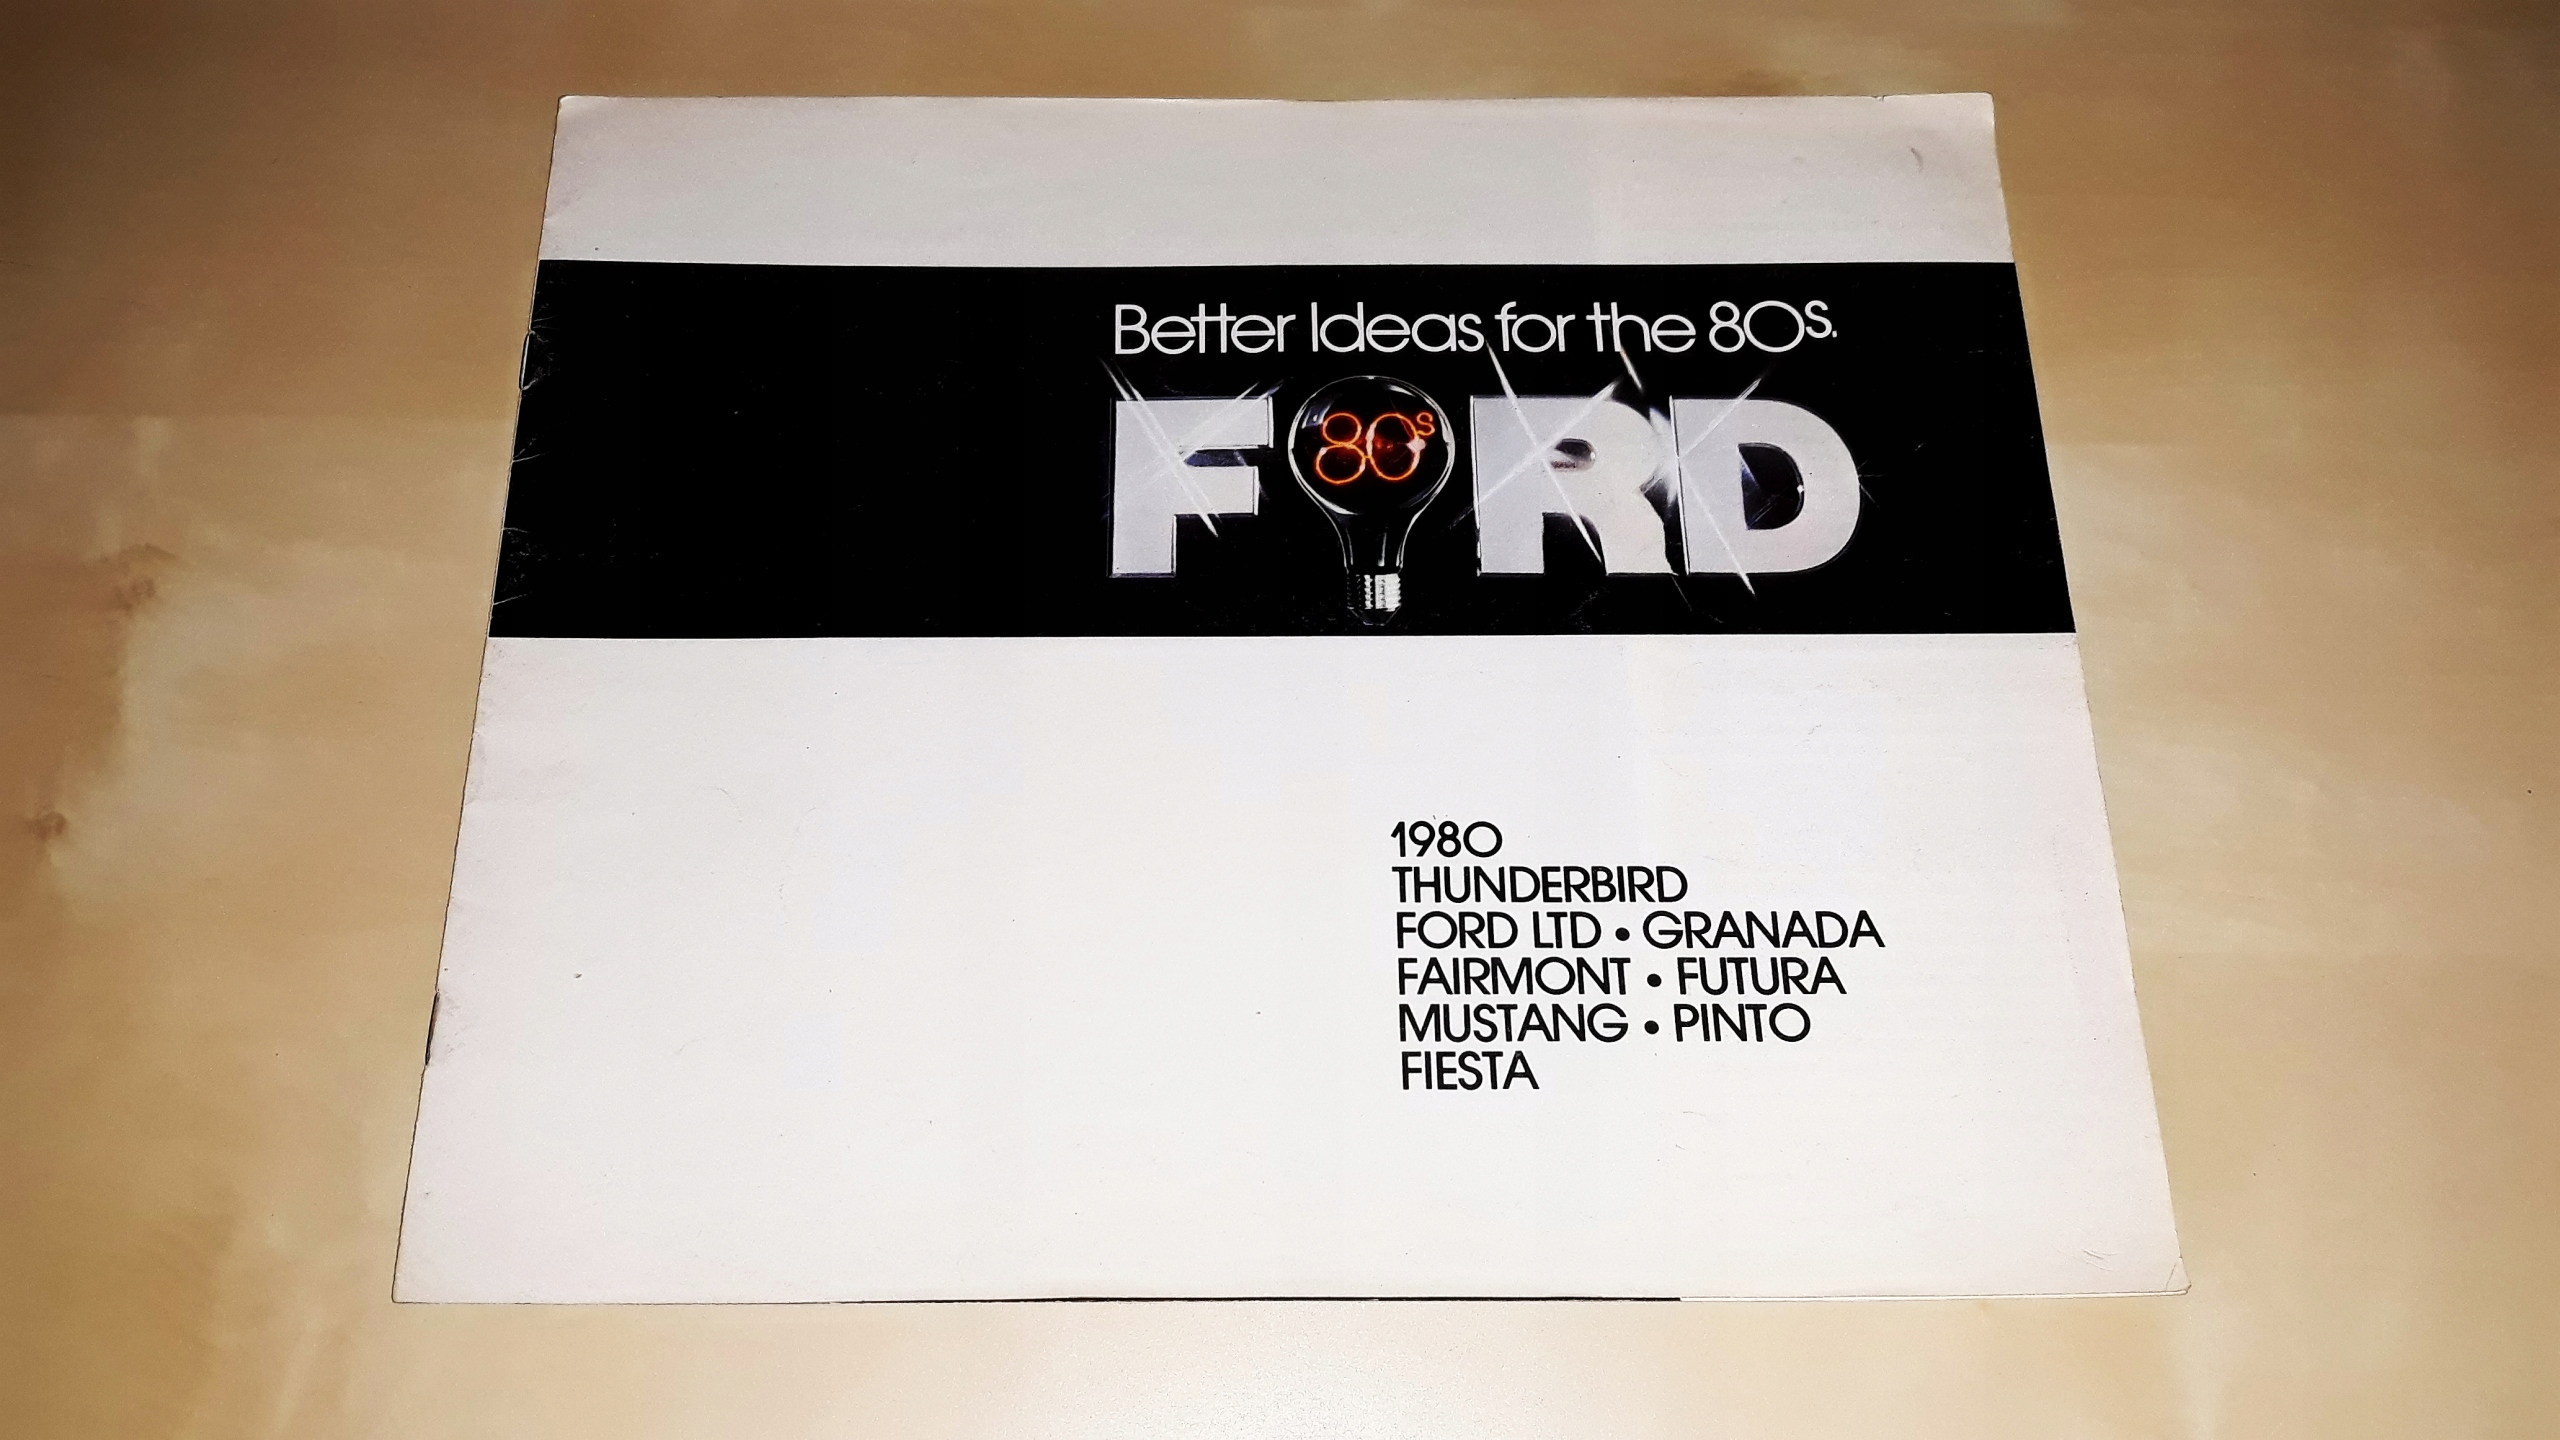 Better Ideas for the 80s.
FORD
80s
1980
THUNDERBIRD
FORD LTD • GRANADA
FAIRMONT • FUTURA
MUSTANG • PINTO
FIESTA